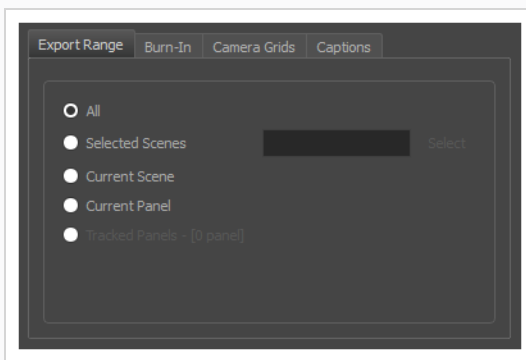 Export Range Burn-In Camera Grids Captions
All
Selected Scenes Select
Current Scene
Current Panel
Tracked Panels - [0 panel]